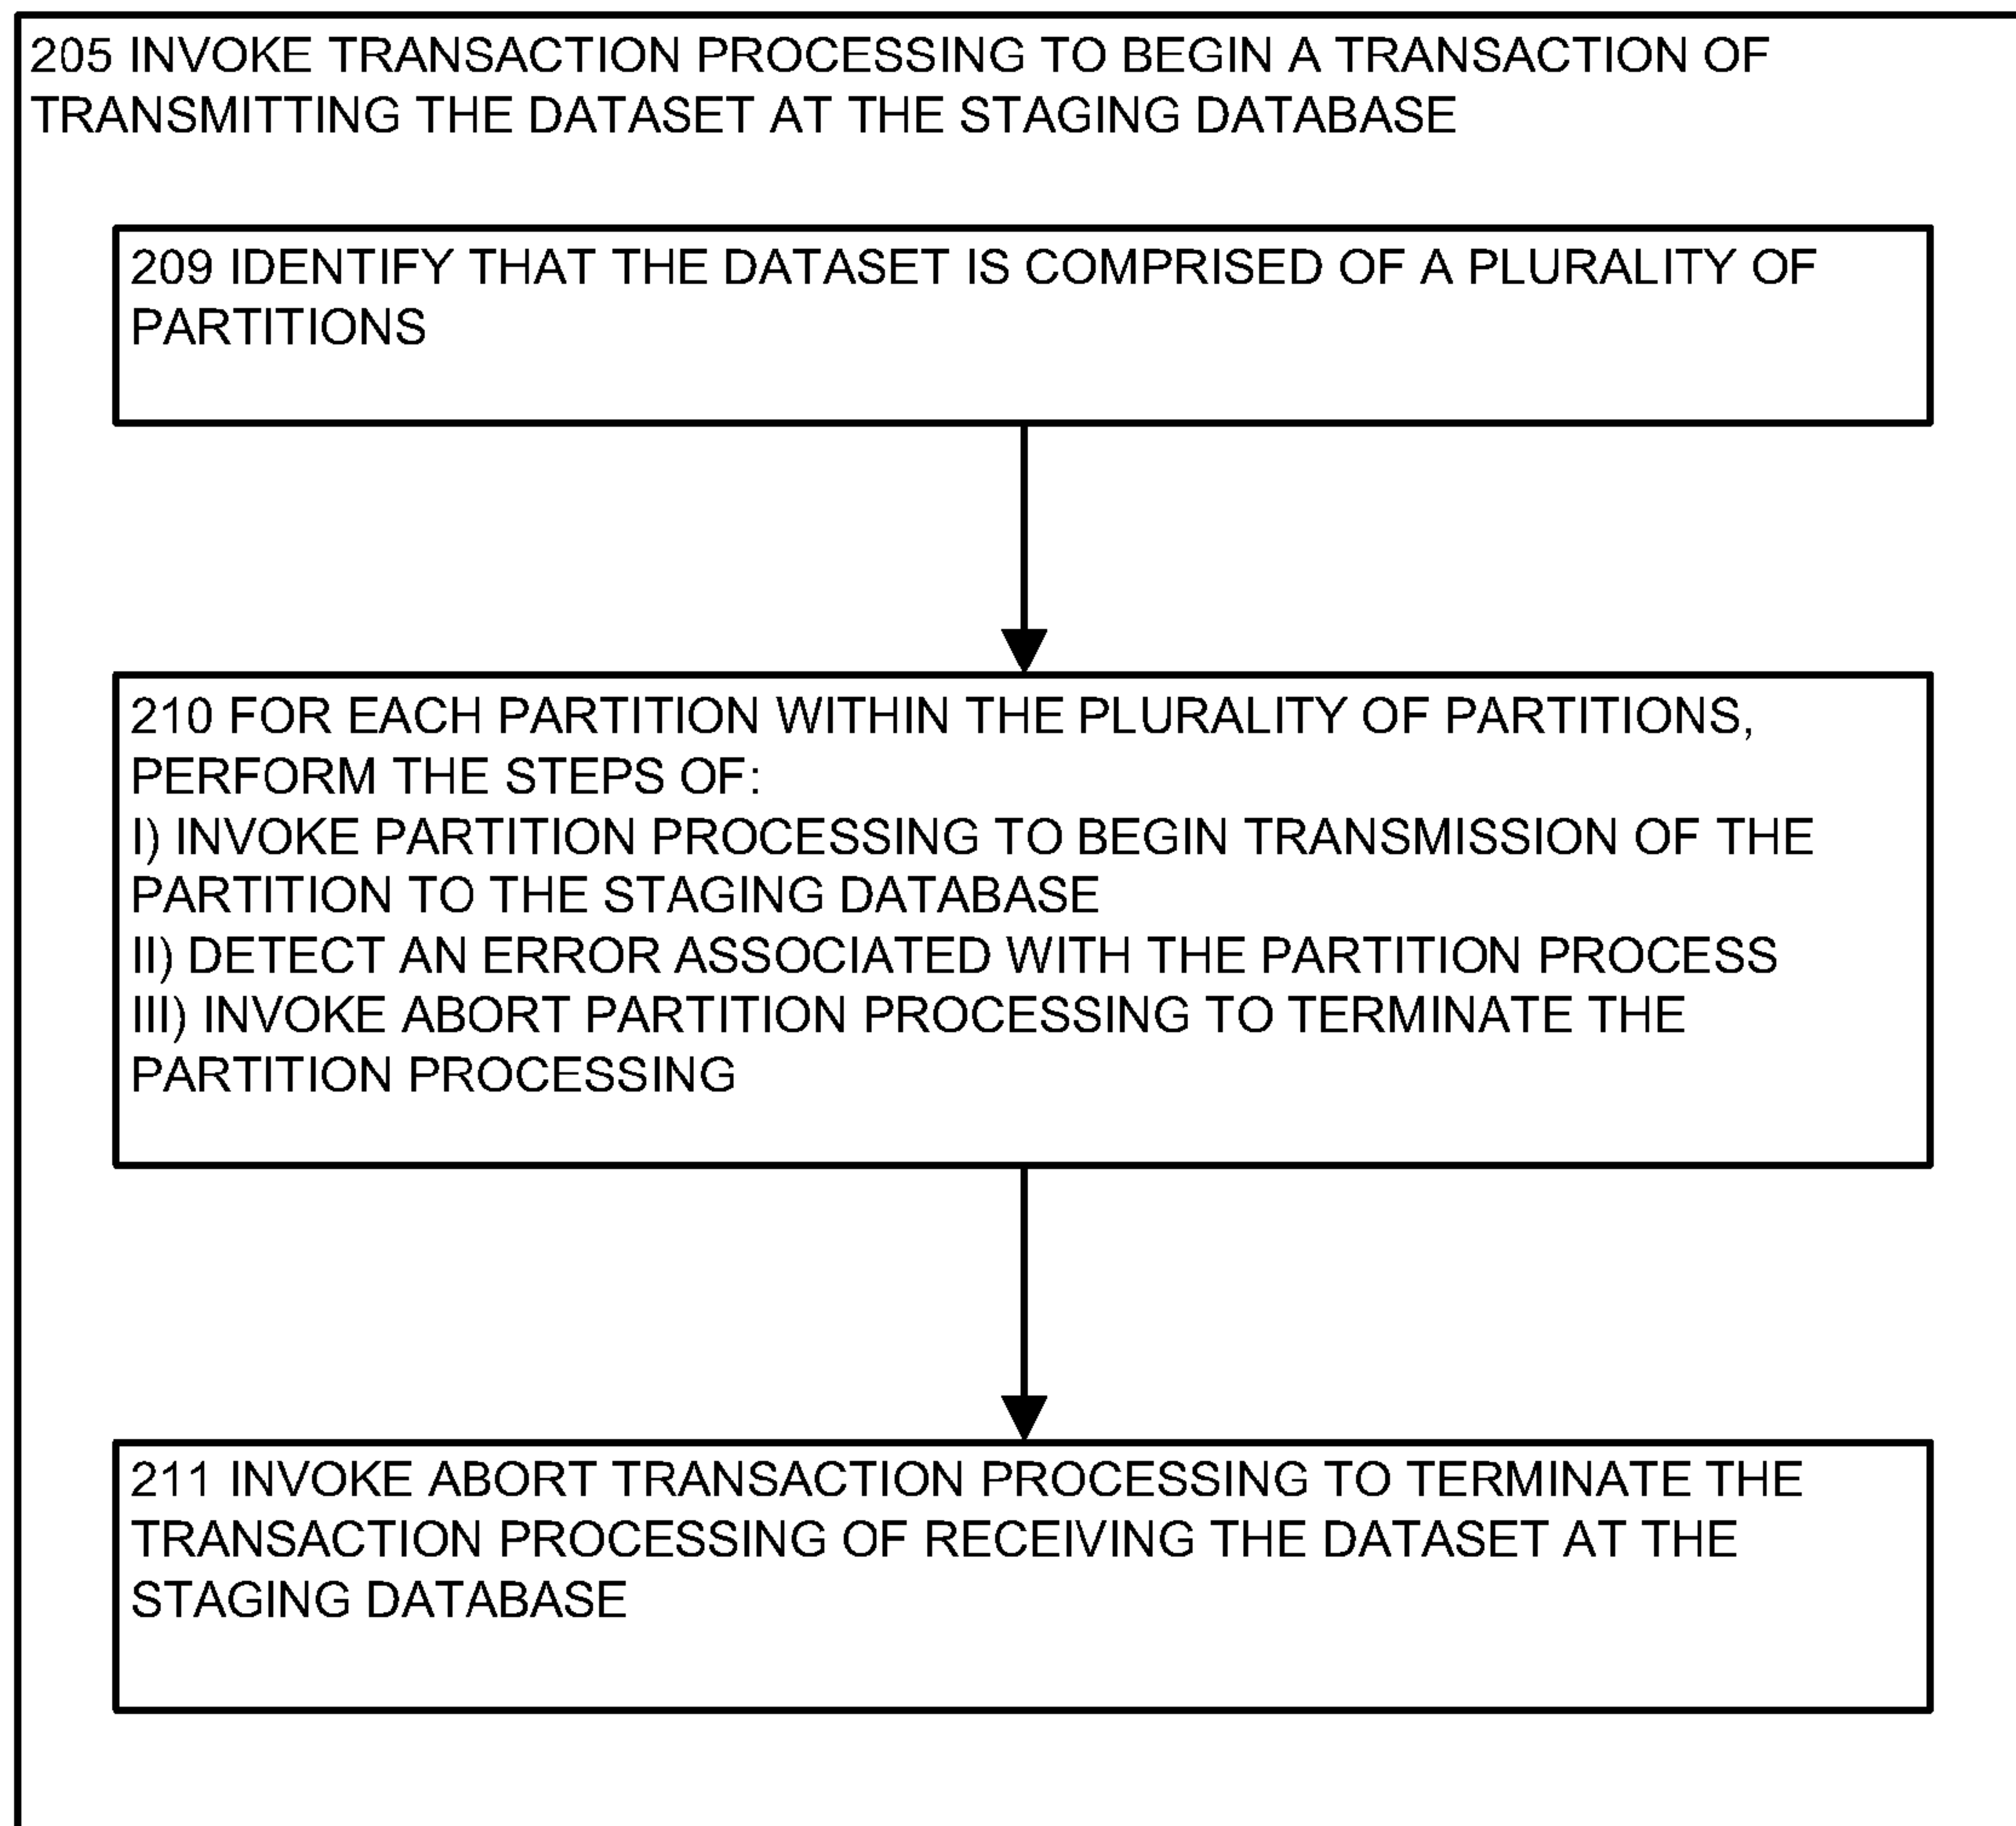 205 INVOKE TRANSACTION PROCESSING TO BEGIN A TRANSACTION OF
TRANSMITTING THE DATASET AT THE STAGING DATABASE
209 IDENTIFY THAT THE DATASET IS COMPRISED OF A PLURALITY OF
PARTITIONS
210 FOR EACH PARTITION WITHIN THE PLURALITY OF PARTITIONS,
PERFORM THE STEPS OF:
I) INVOKE PARTITION PROCESSING TO BEGIN TRANSMISSION OF THE
PARTITION TO THE STAGING DATABASE
II) DETECT AN ERROR ASSOCIATED WITH THE PARTITION PROCESS
III) INVOKE ABORT PARTITION PROCESSING TO TERMINATE THE
PARTITION PROCESSING
211 INVOKE ABORT TRANSACTION PROCESSING TO TERMINATE THE
TRANSACTION PROCESSING OF RECEIVING THE DATASET AT THE
STAGING DATABASE